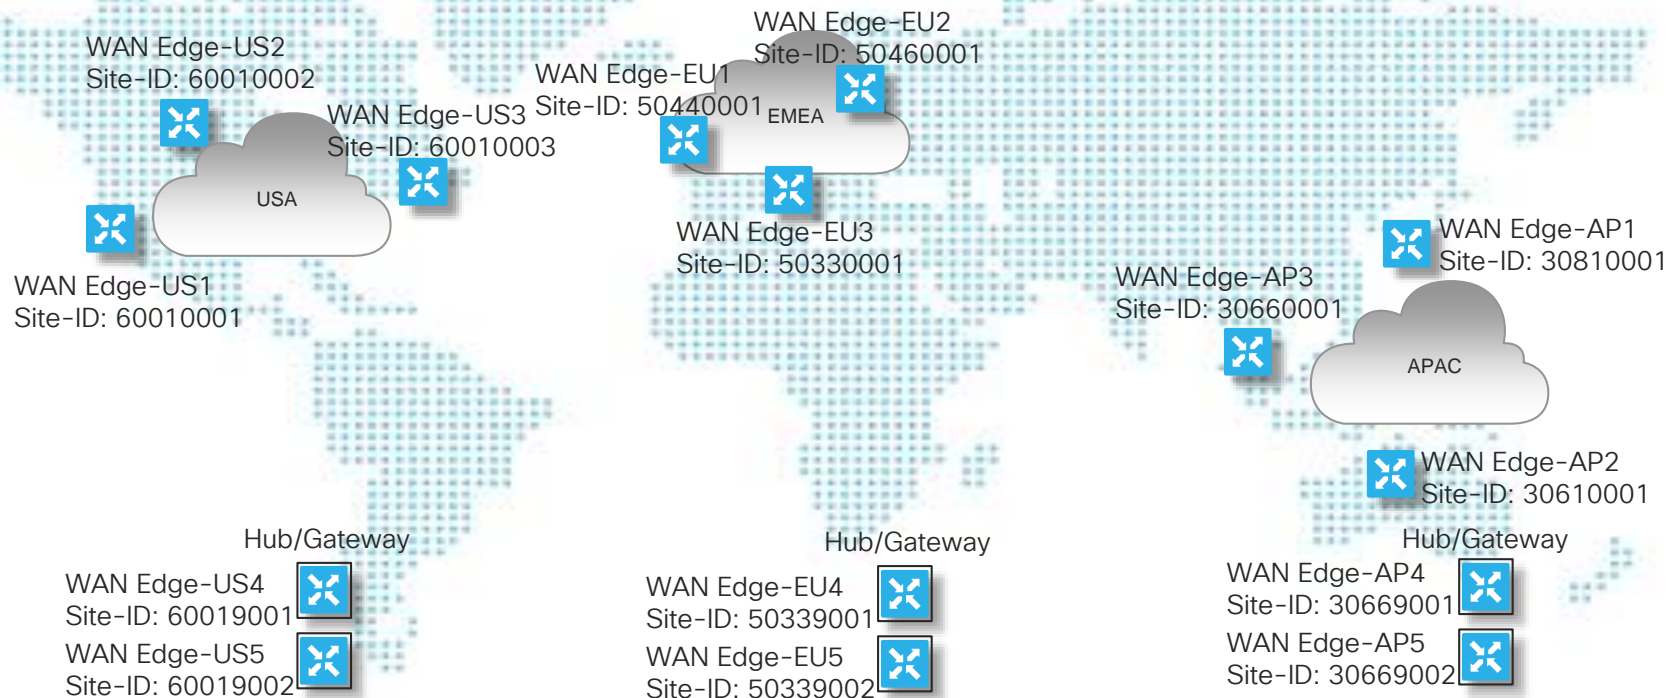 WAN Edge-US2
Site-ID: 60010002
WAN Edge-US3
Site-ID: 60010003
USA
WAN Edge-US1
Site-ID: 60010001
WAN Edge-EU2
Site-ID: 50460001
WAN Edge-EU1
Site-ID: 50440001
EMEA
WAN Edge-EU3
Site-ID: 50330001
WAN Edge-AP1
Site-ID: 30810001
WAN Edge-AP3
Site-ID: 30660001
APAC
WAN Edge-AP2
Site-ID: 30610001
Hub/Gateway
WAN Edge-US4
Site-ID: 60019001
WAN Edge-US5
Site-ID: 60019002
Hub/Gateway
WAN Edge-EU4
Site-ID: 50339001
WAN Edge-EU5
Site-ID: 50339002
Hub/Gateway
WAN Edge-AP4
Site-ID: 30669001
WAN Edge-AP5
Site-ID: 30669002